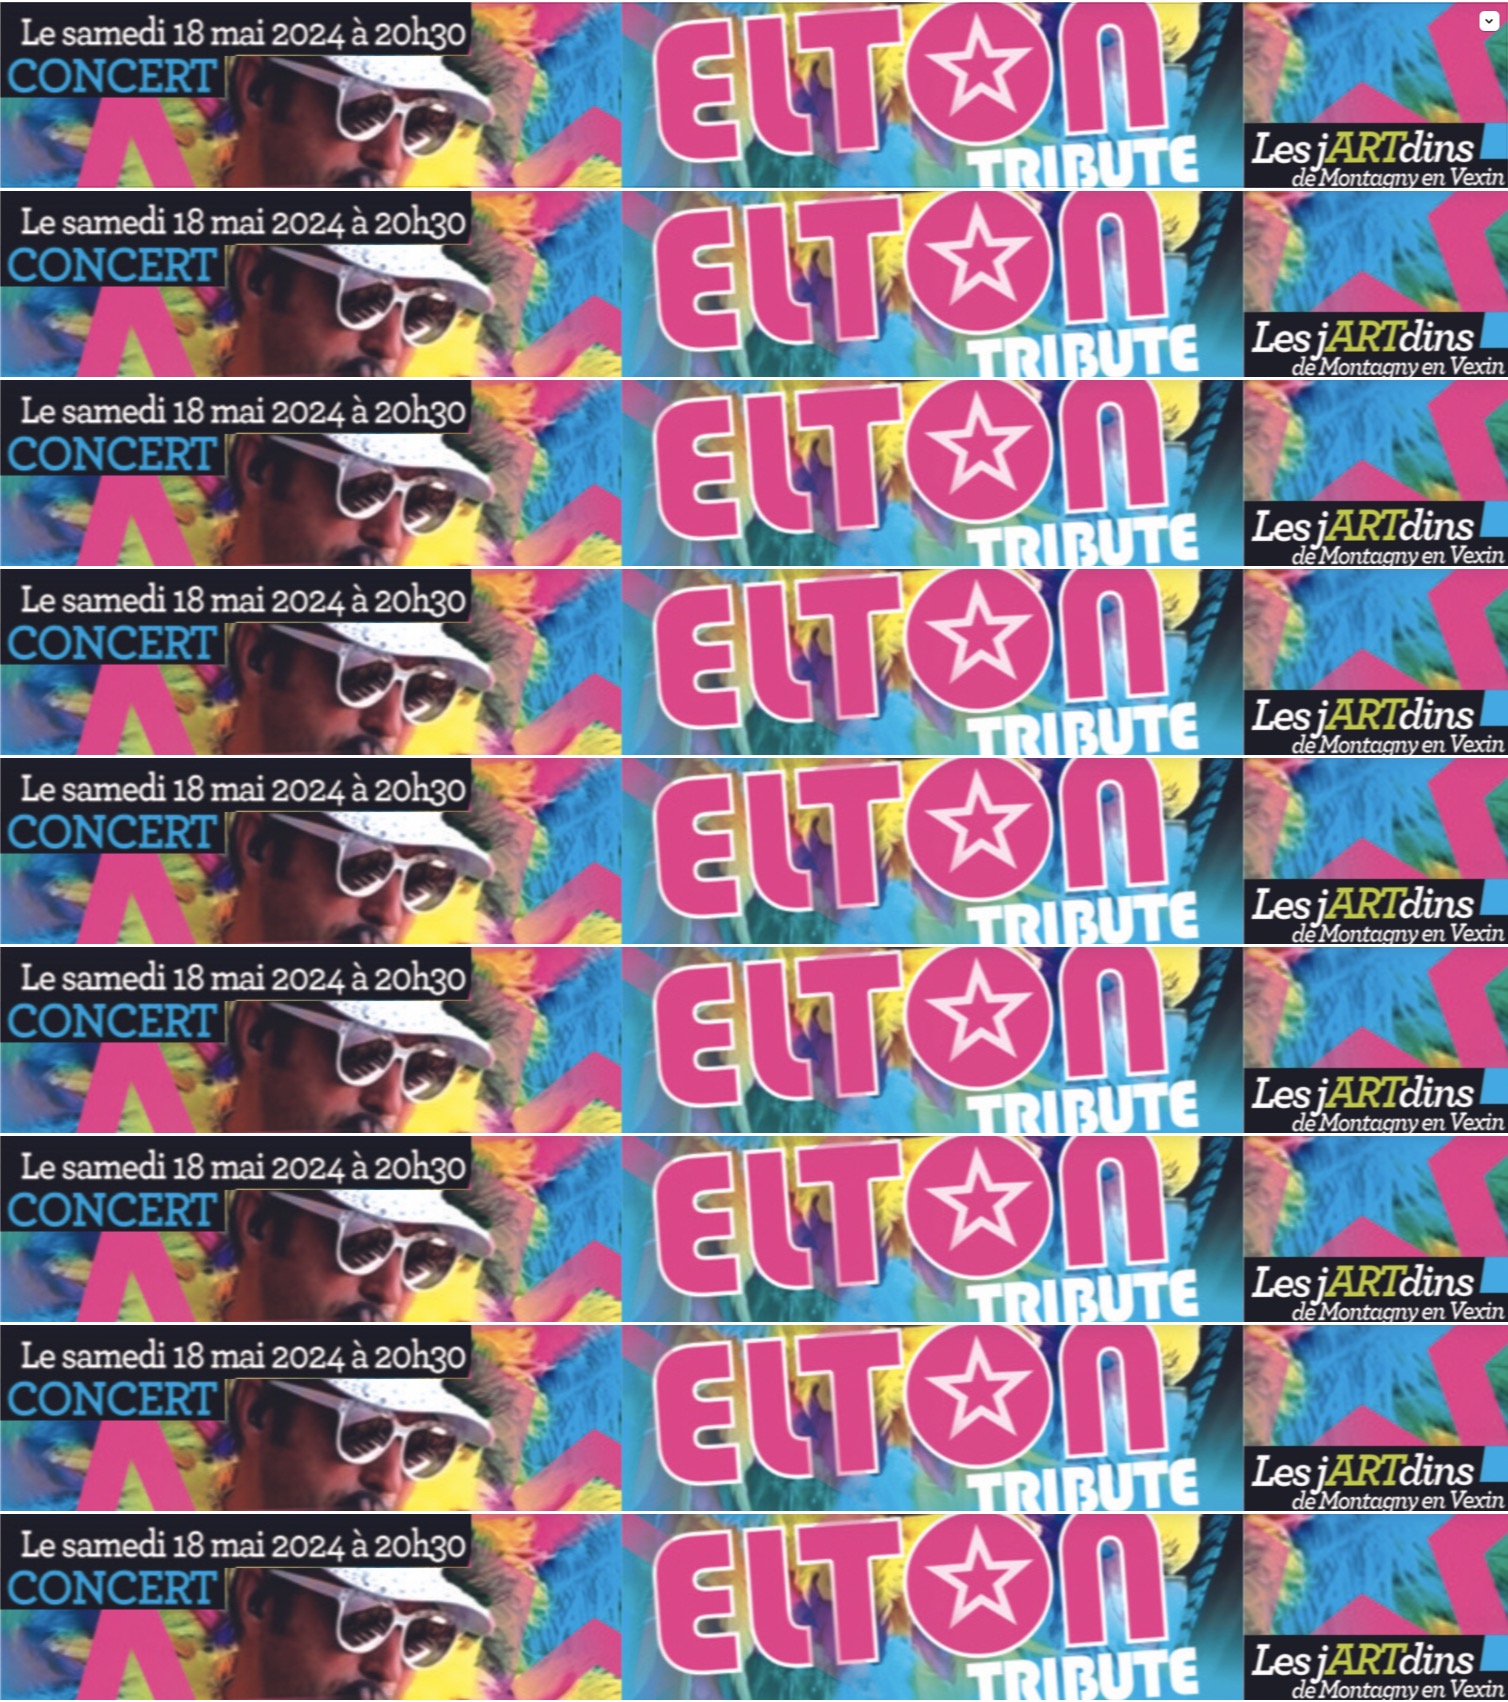 Le samedi 18 mai 2024 à 20h30
CONCERT
ELTON
TRIBUTE
Les jARTdins
de Montagny en Vexin
Le samedi 18 mai 2024 à 20h30
CONCERT
ELTON
TRIBUTE
Les jARTdins
de Montagny en Vexin
Le samedi 18 mai 2024 à 20h30
CONCERT
ELTON
TRIBUTE
Les jARTdins
de Montagny en Vexin
Le samedi 18 mai 2024 à 20h30
CONCERT
ELTON
TRIBUTE
Les jARTdins
de Montagny en Vexin
Le samedi 18 mai 2024 à 20h30
CONCERT
ELTON
TRIBUTE
Les jARTdins
de Montagny en Vexin
Le samedi 18 mai 2024 à 20h30
CONCERT
ELTON
TRIBUTE
Les jARTdins
de Montagny en Vexin
Le samedi 18 mai 2024 à 20h30
CONCERT
ELTON
TRIBUTE
Les jARTdins
de Montagny en Vexin
Le samedi 18 mai 2024 à 20h30
CONCERT
ELTON
TRIBUTE
Les jARTdins
de Montagny en Vexin
Le samedi 18 mai 2024 à 20h30
CONCERT
ELTON
TRIBUTE
Les jARTdins
de Montagny en Vexin